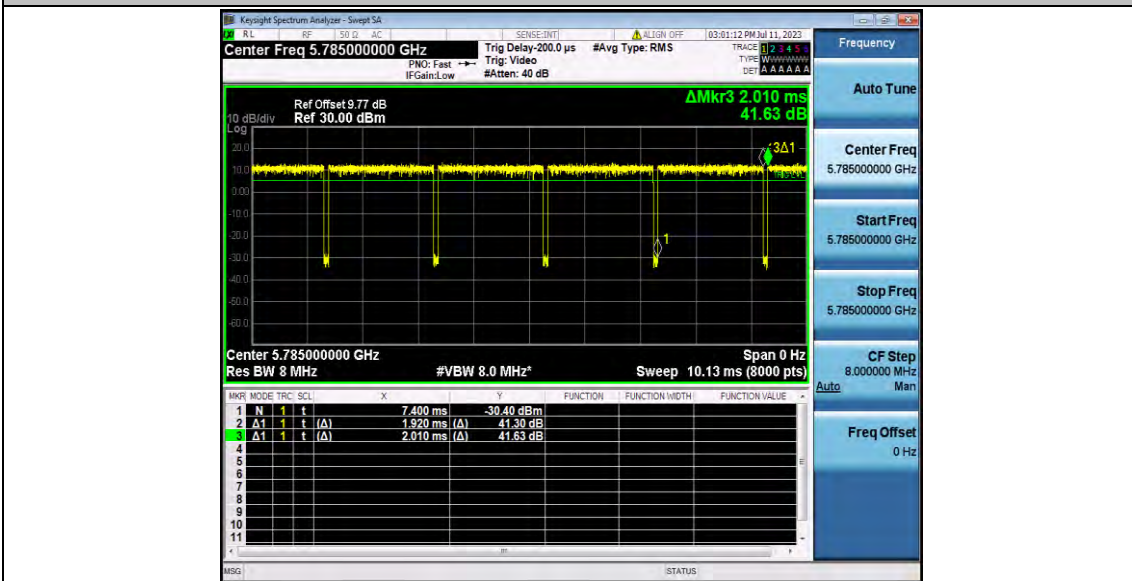 Keysight Spectrum Analyzer - Swept SA
RL RF 50 Ω AC SENSE:INT ALIGN OFF 03:01:12 PM Jul 11, 2023
Center Freq 5.785000000 GHz
PNO: Fast
IFGain:Low
Trig Delay-200.0 µs
Trig: Video
#Atten: 40 dB
#Avg Type: RMS
TRACE 1 2 3 4 5 6
TYPE WWWWWW
DET A A A A A A
Frequency
Auto Tune
Center Freq
5.785000000 GHz
Start Freq
5.785000000 GHz
Stop Freq
5.785000000 GHz
CF Step
8.000000 MHz
Auto Man
Freq Offset
0 Hz
ΔMkr3 2.010 ms
41.63 dB
Ref Offset 9.77 dB
10 dB/div Ref 30.00 dBm
Log
20.0
10.0
0.00
-10.0
-20.0
-30.0
-40.0
-50.0
-60.0
3Δ1
1
Center 5.785000000 GHz Span 0 Hz
Res BW 8 MHz #VBW 8.0 MHz* Sweep 10.13 ms (8000 pts)
MKR MODE TRC SCL X Y FUNCTION FUNCTION WIDTH FUNCTION VALUE
1 N 1 t 7.400 ms -30.40 dBm
2 Δ1 1 t (Δ) 1.920 ms (Δ) 41.30 dB
3 Δ1 1 t (Δ) 2.010 ms (Δ) 41.63 dB
4
5
6
7
8
9
10
11
MSG STATUS